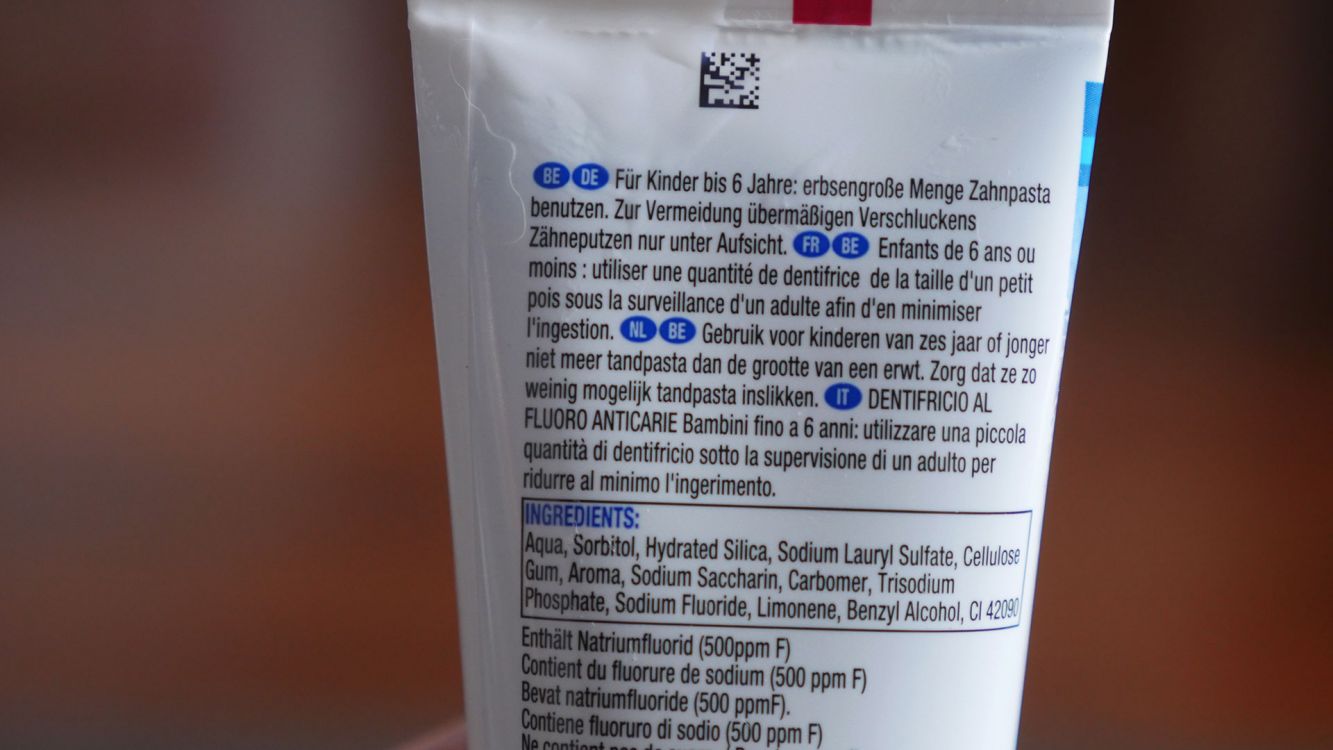 BE DE Für Kinder bis 6 Jahre: erbsengroße Menge Zahnpasta
benutzen. Zur Vermeidung übermäßigen Verschluckens
Zähneputzen nur unter Aufsicht. FR BE Enfants de 6 ans ou
moins : utiliser une quantité de dentifrice de la taille d'un petit
pois sous la surveillance d'un adulte afin d'en minimiser
l'ingestion. NL BE Gebruik voor kinderen van zes jaar of jonger
niet meer tandpasta dan de grootte van een erwt. Zorg dat ze zo
weinig mogelijk tandpasta inslikken. IT DENTIFRICIO AL
FLUORO ANTICARIE Bambini fino a 6 anni: utilizzare una piccola
quantità di dentifricio sotto la supervisione di un adulto per
ridurre al minimo l'ingerimento.
INGREDIENTS:
Aqua, Sorbitol, Hydrated Silica, Sodium Lauryl Sulfate, Cellulose
Gum, Aroma, Sodium Saccharin, Carbomer, Trisodium
Phosphate, Sodium Fluoride, Limonene, Benzyl Alcohol, CI 42090
Enthält Natriumfluorid (500ppm F)
Contient du fluorure de sodium (500 ppm F)
Bevat natriumfluoride (500 ppmF).
Contiene fluoruro di sodio (500 ppm F)
Ne contient pas de